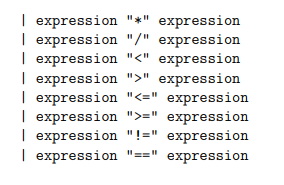 | expression "*" expression
| expression "/" expression
| expression "<" expression
| expression ">" expression
| expression "<=" expression
| expression ">=" expression
| expression "!=" expression
| expression "==" expression